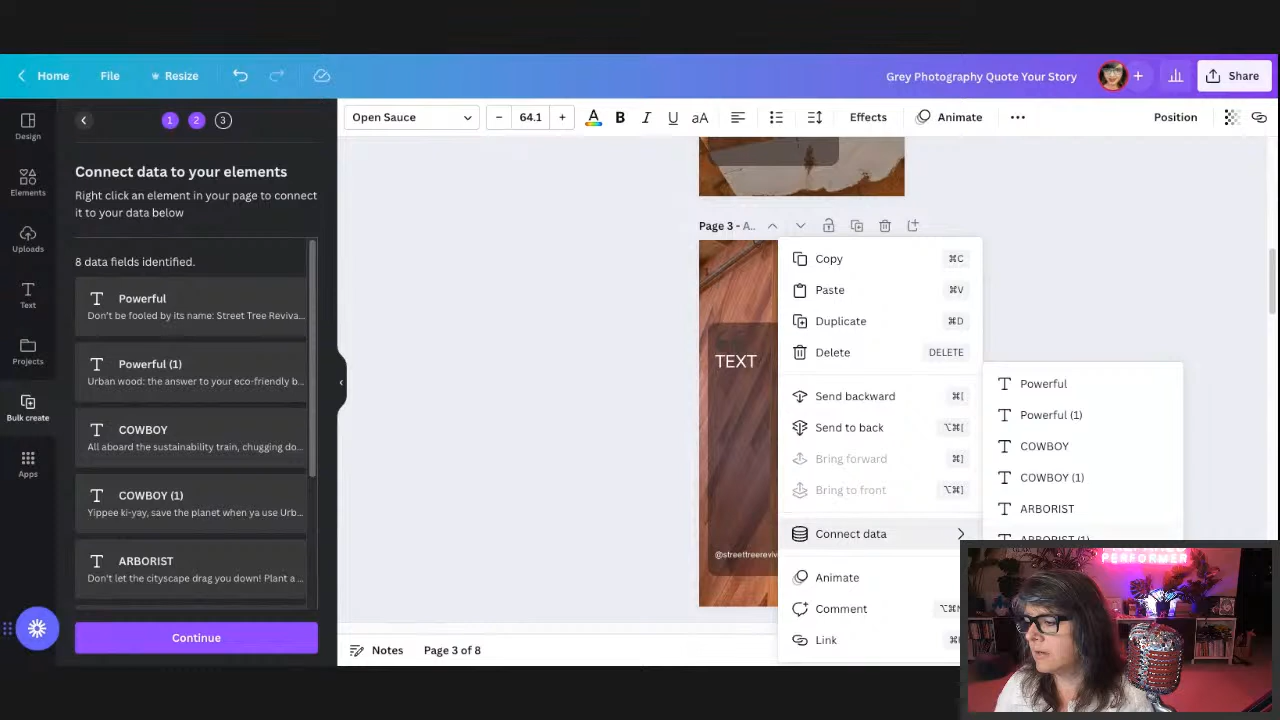 Home
File
Resize
Grey Photography Quote Your Story
Share
Open Sauce
64.1
A
B
I
U
aA
Effects
Animate
Position
1
2
3
Design
Elements
Uploads
Text
Projects
Bulk create
Apps
Connect data to your elements
Right click an element in your page to connect
it to your data below
8 data fields identified.
Powerful
Don't be fooled by its name: Street Tree Reviva...
Powerful (1)
Urban wood: the answer to your eco-friendly b...
COWBOY
All aboard the sustainability train, chugging do...
COWBOY (1)
Yippee ki-yay, save the planet when ya use Urb...
ARBORIST
Don't let the cityscape drag you down! Plant a ...
Continue
Page 3 - A...
TEXT
@streettreereviv
Copy ⌘C
Paste ⌘V
Duplicate ⌘D
Delete DELETE
Send backward ⌘[
Send to back ⌥⌘[
Bring forward ⌘]
Bring to front ⌥⌘]
Connect data
Animate
Comment
Link
Powerful
Powerful (1)
COWBOY
COWBOY (1)
ARBORIST
ARBORIST (1)
Notes
Page 3 of 8
PERFORMER